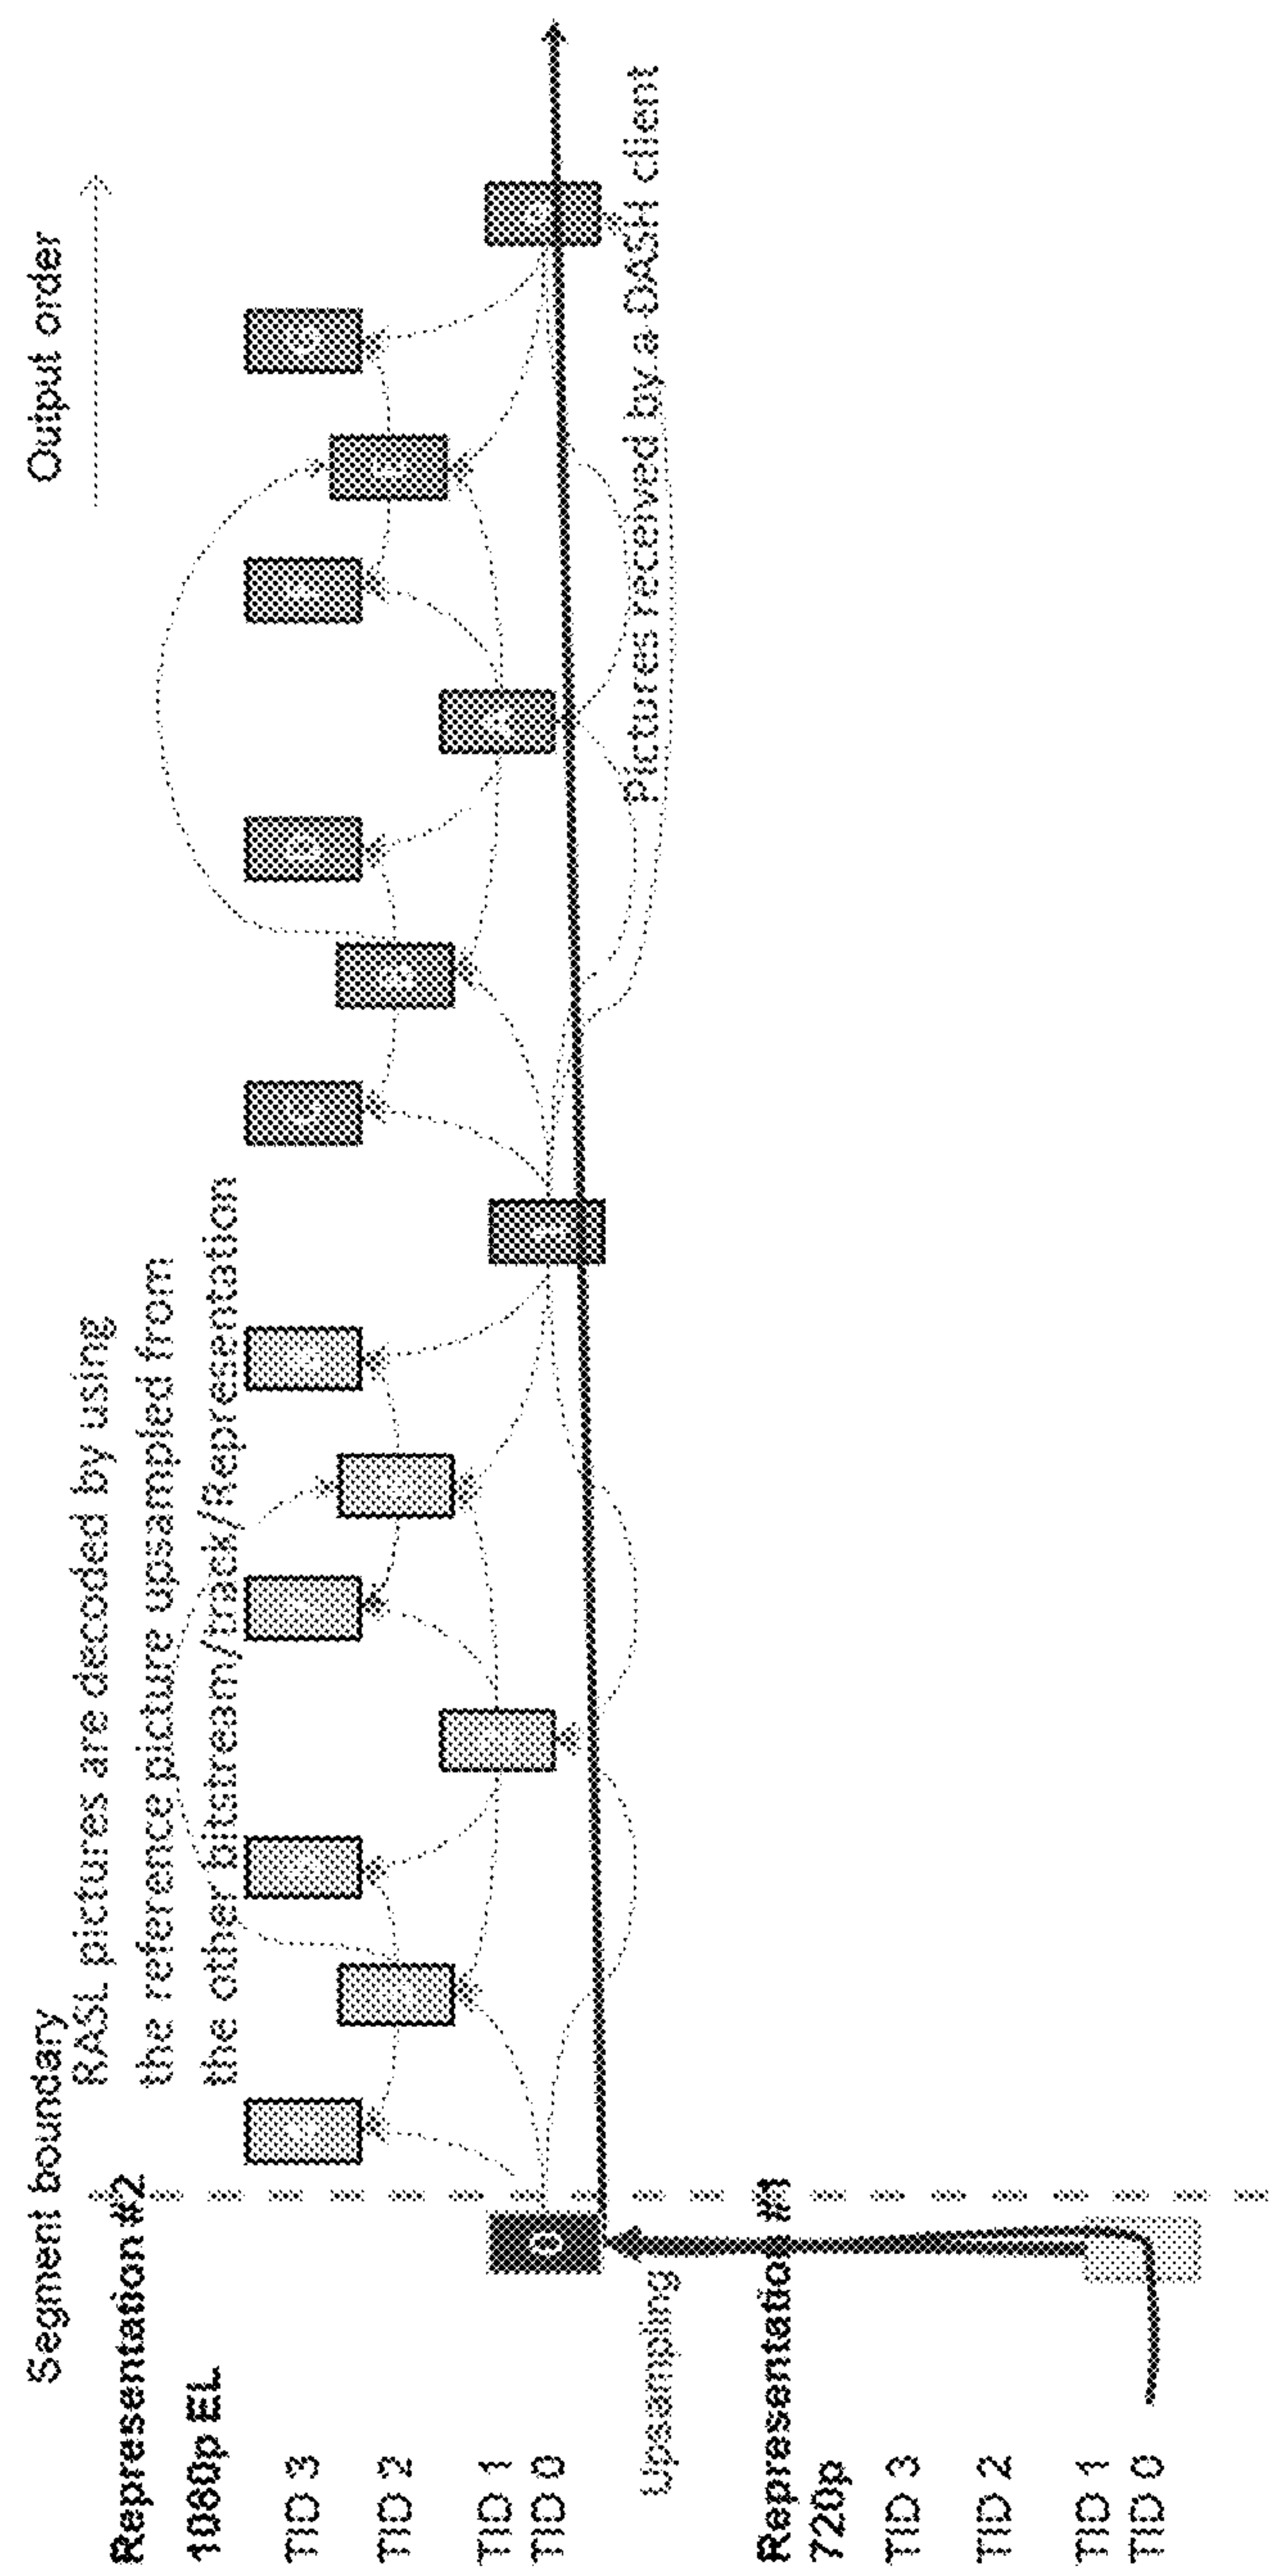 Segment boundary
Output order
Representation #2
RASL pictures are decoded by using
the reference picture upsampled from
the other bitstream/track/Representation
1080p EL
TID 3
TID 2
TID 1
TID 0
0
Upsampling
Pictures received by a DASH client
Representation #1
720p
TID 3
TID 2
TID 1
TID 0